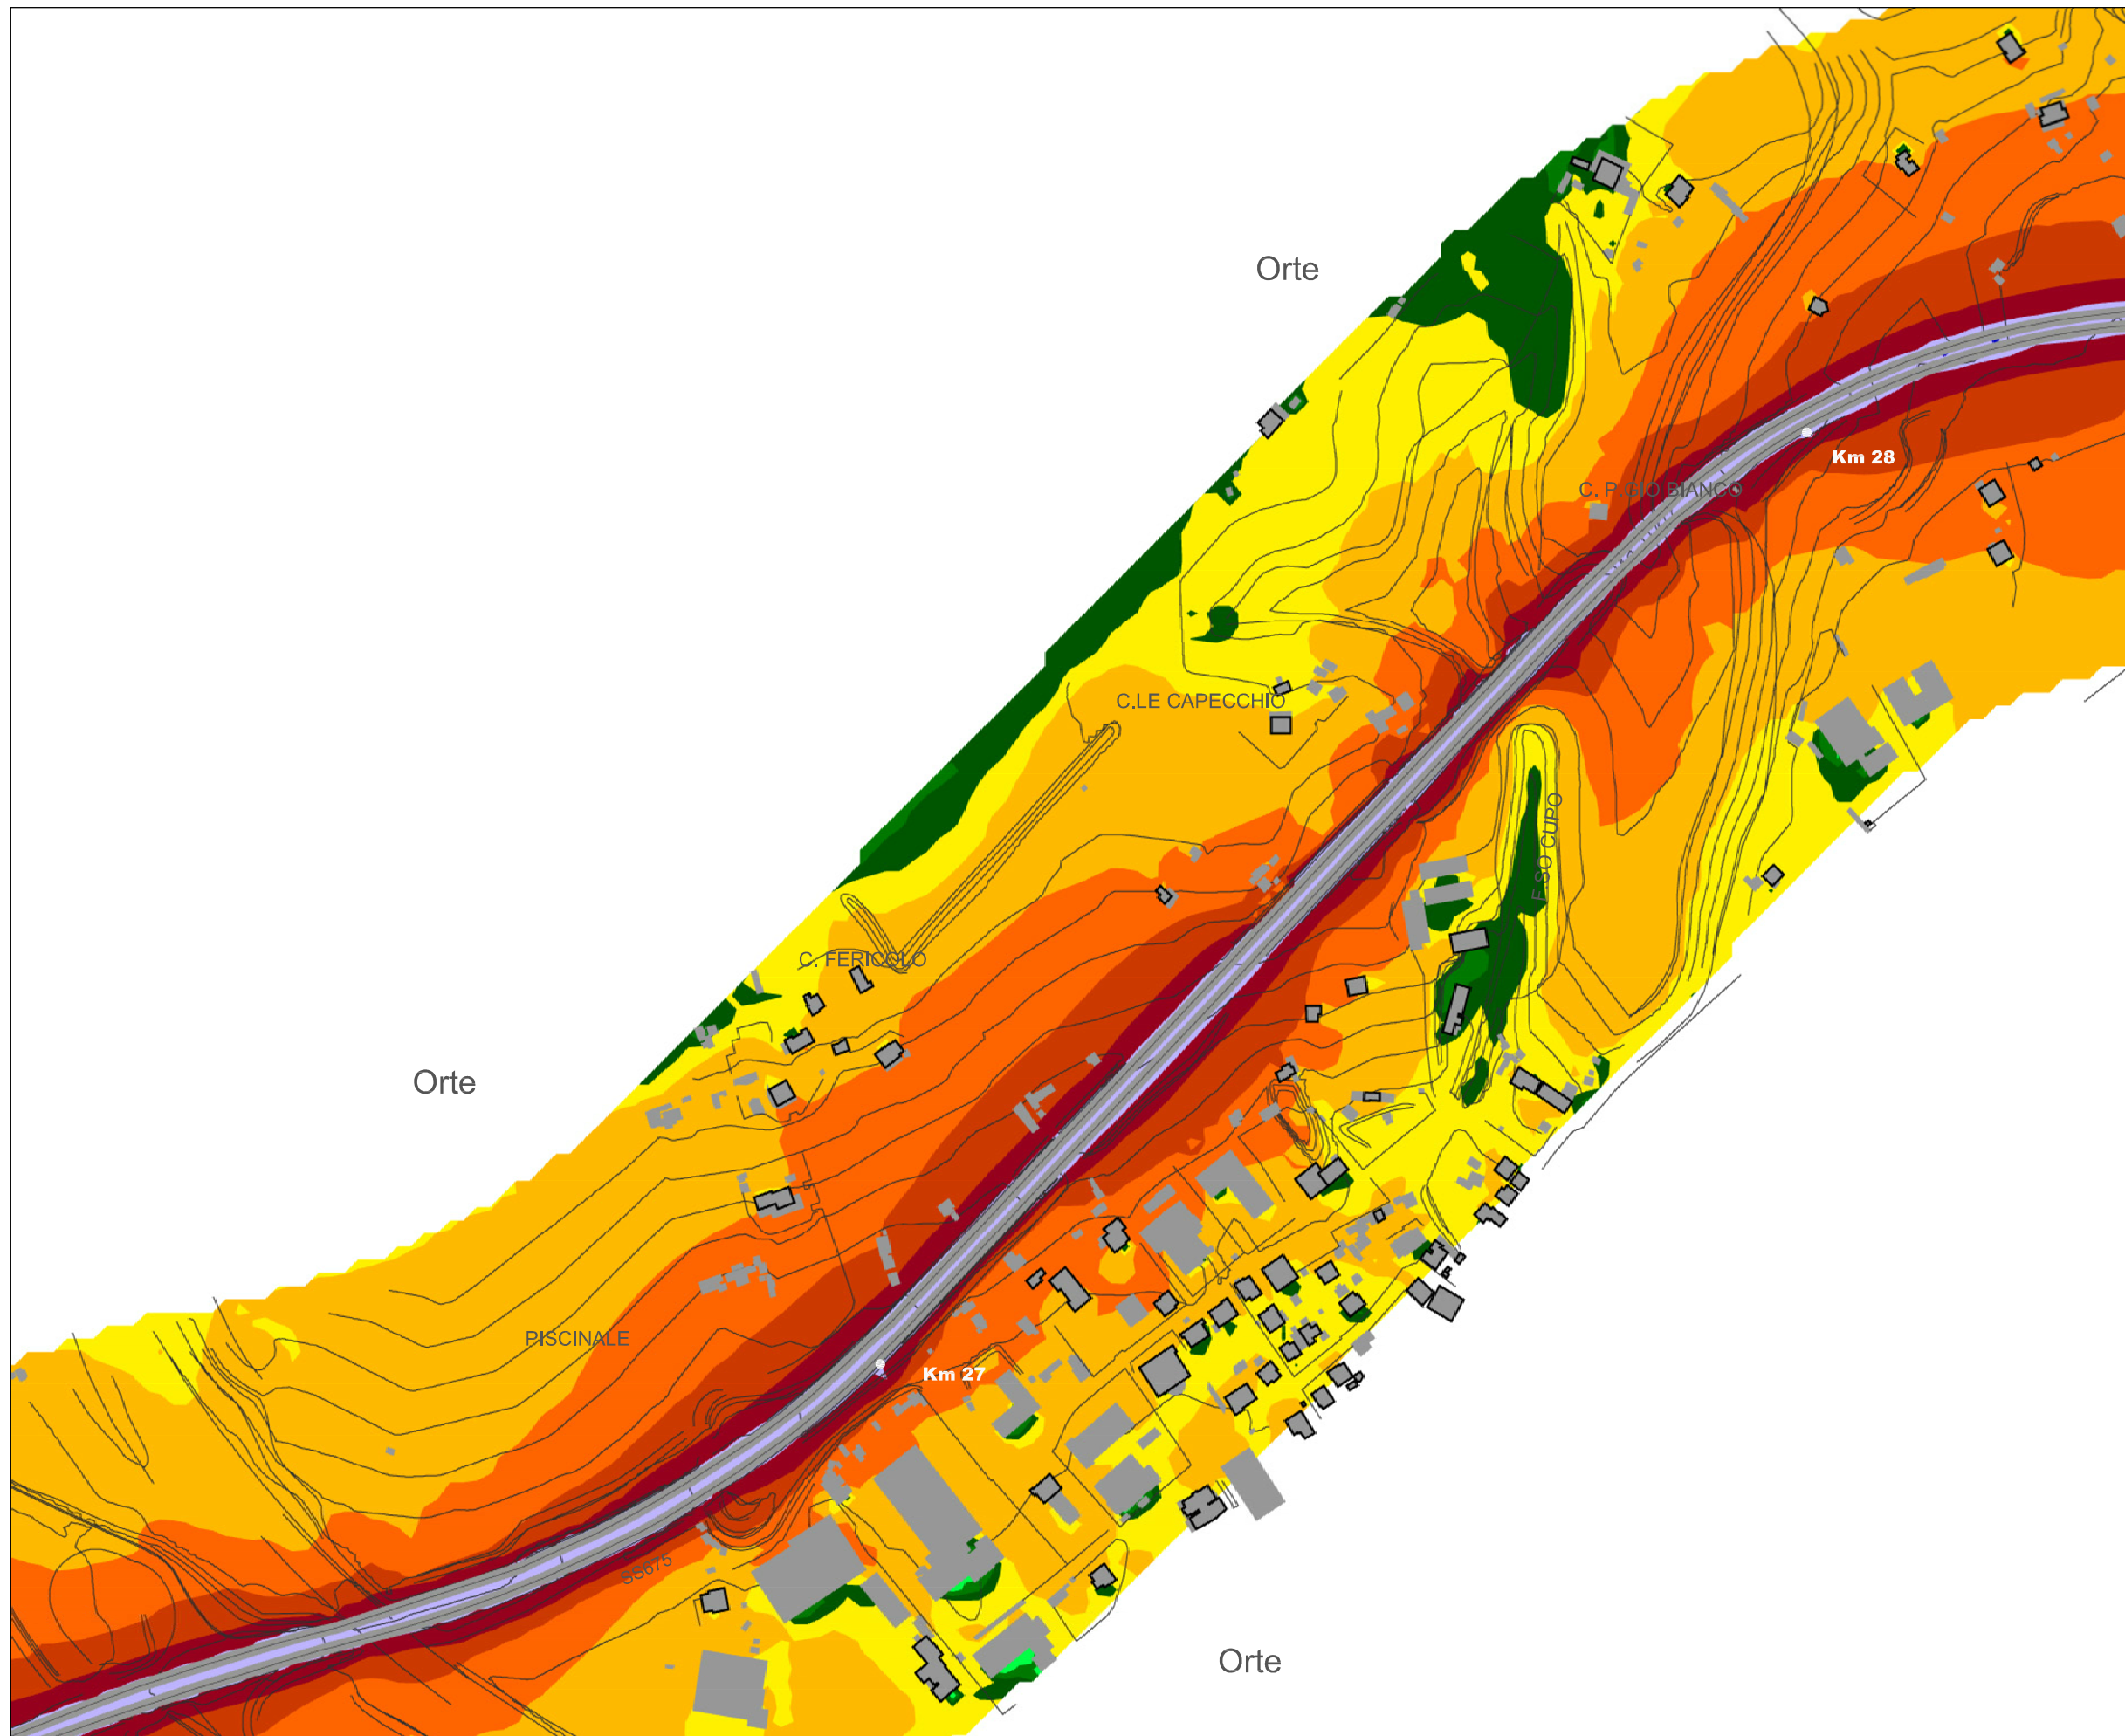 Orte
Km 28
C. P.GIO BIANCO
C.LE CAPECCHIO
F.SO CUPO
C. FERICOLO
Orte
PISCINALE
Km 27
SS675
Orte